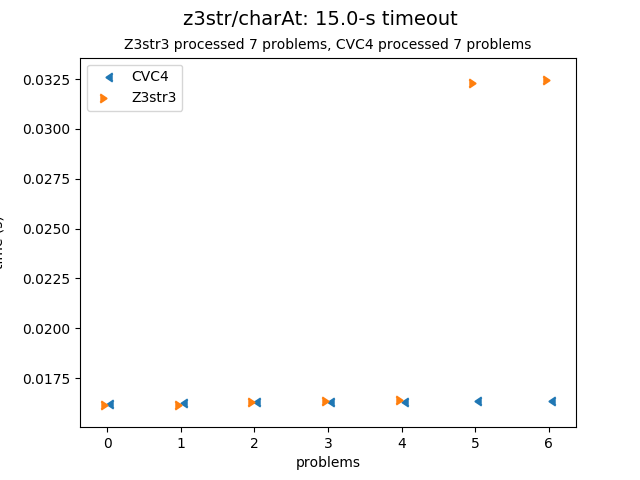 z3str/charAt: 15.0-s timeout
Z3str3 processed 7 problems, CVC4 processed 7 problems
CVC4
Z3str3
0.0325
0.0300
0.0275
0.0250
0.0225
0.0200
0.0175
0 1 2 3 4 5 6
problems